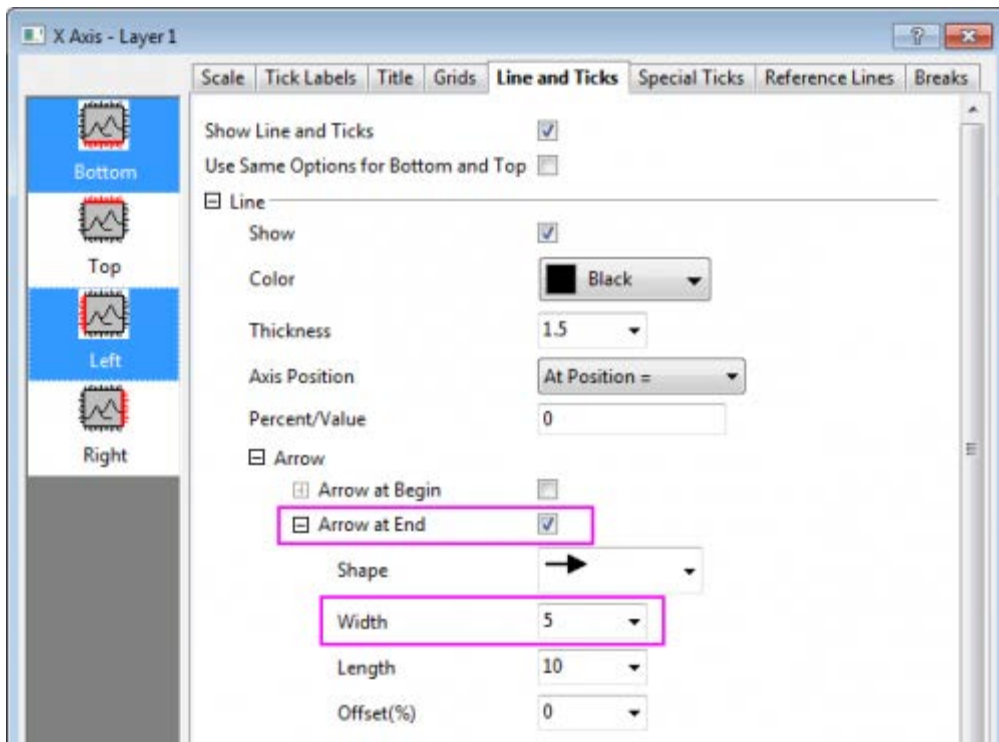 X Axis - Layer 1
Scale Tick Labels Title Grids Line and Ticks Special Ticks Reference Lines Breaks
Bottom
Top
Left
Right
Show Line and Ticks
Use Same Options for Bottom and Top
Line
Show
Color Black
Thickness 1.5
Axis Position At Position =
Percent/Value 0
Arrow
Arrow at Begin
Arrow at End
Shape
Width 5
Length 10
Offset(%) 0